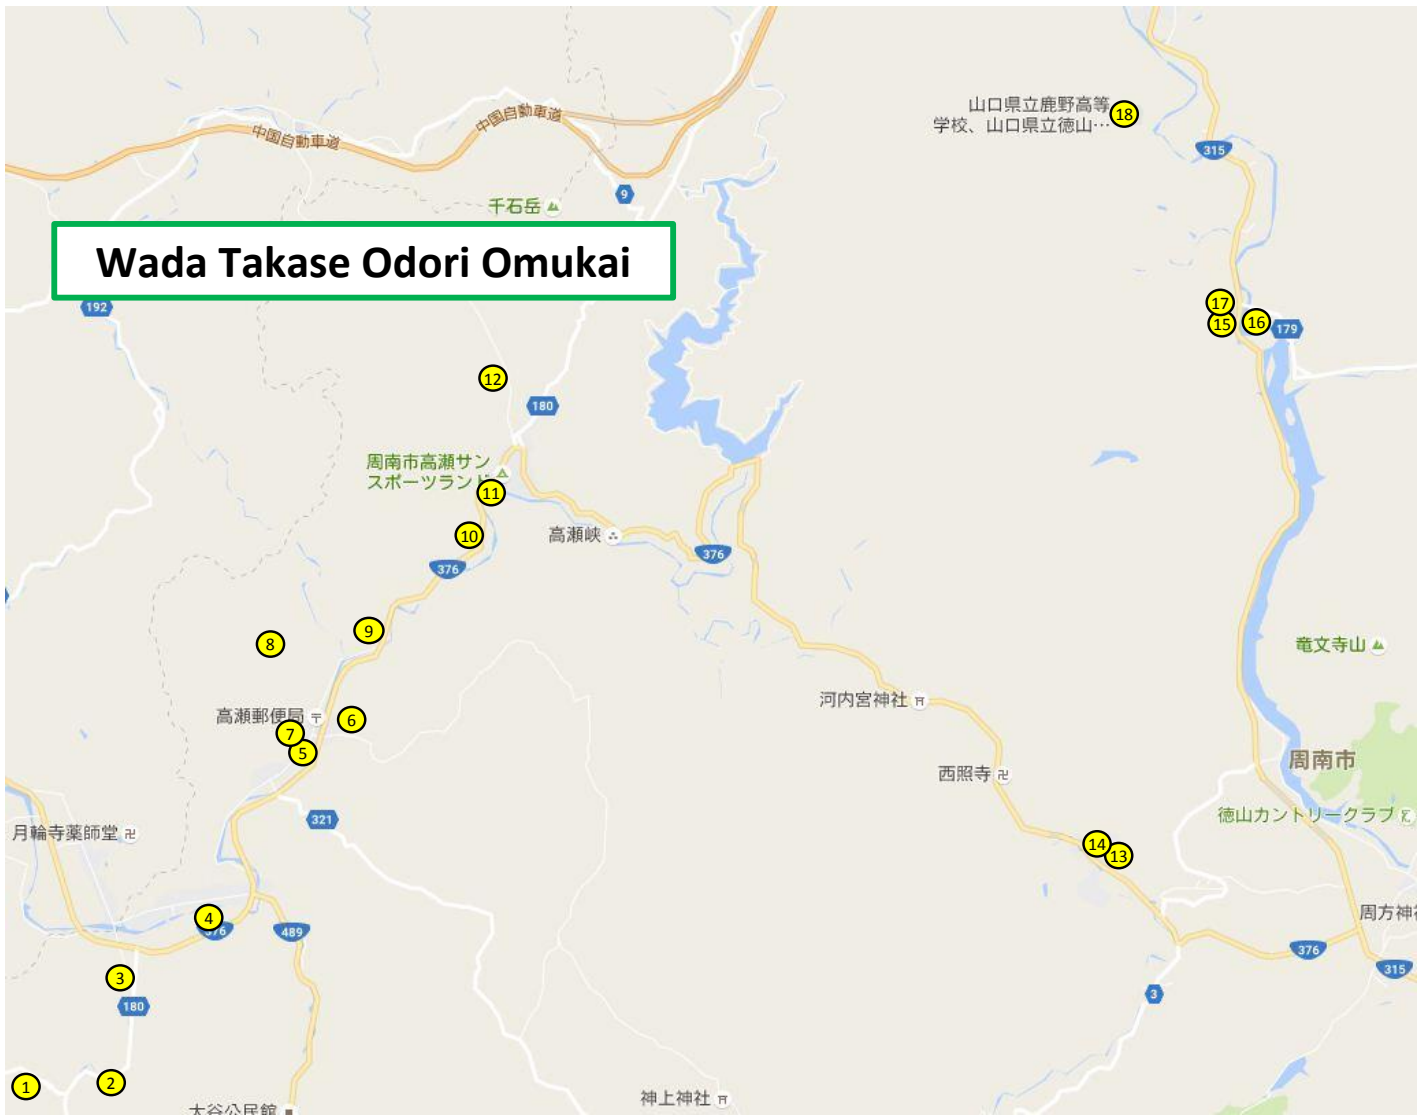 山口県立鹿野高等
学校、山口県立徳山…
18
中国自動車道
中国自動車道
315
9
千石岳
Wada Takase Odori Omukai
192
17
15
16
179
12
180
周南市高瀬サン
スポーツランド
11
10
高瀬峡
376
376
9
8
竜文寺山
河内宮神社
高瀬郵便局
6
7
5
周南市
西照寺
321
月輪寺薬師堂
徳山カントリークラブ
14
13
4
376
489
周方神社
376
315
3
180
3
1
2
神上神社
大谷公民館